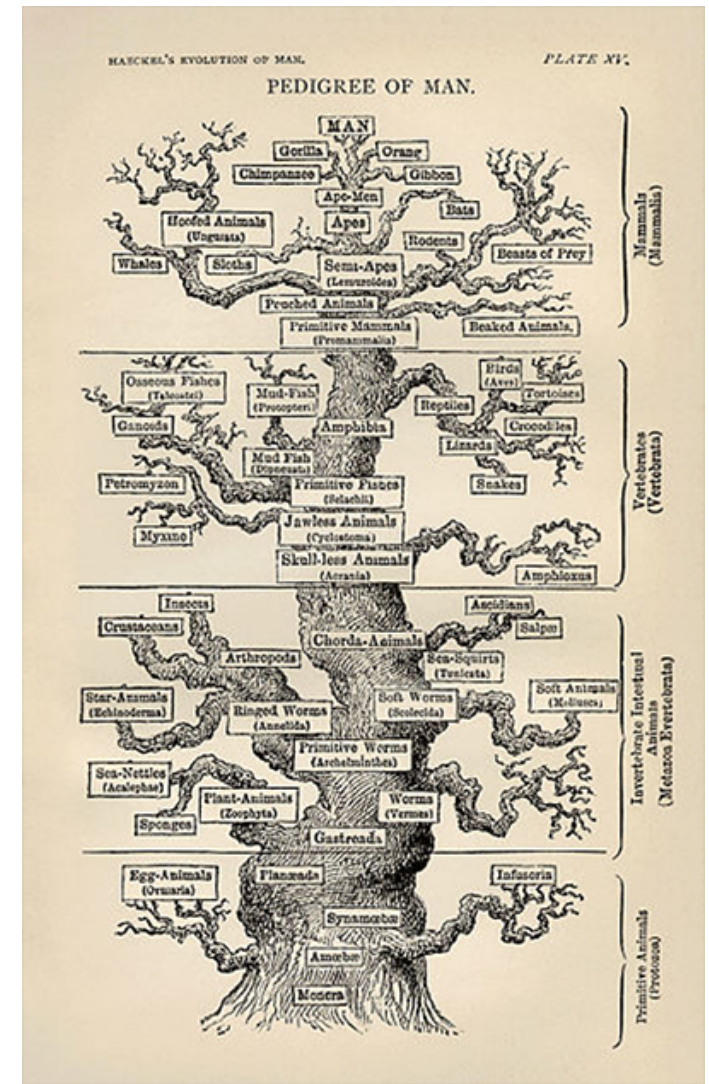 HAECKEL'S EVOLUTION OF MAN.
PLATE XV.
PEDIGREE OF MAN.
MAN
Gorilla
Orang
Chimpanzee
Gibbon
Ape-Men
Bats
Hoofed Animals
(Ungulata)
Apes
Rodents
Beasts of Prey
Whales
Sloths
Semi-Apes
(Lemuroidea)
Pouched Animals
Primitive Mammals
(Promammalia)
Beaked Animals.
Mammals
(Mammalia)
Osseous Fishes
(Teleostei)
Mud-Fish
(Protopteri)
Birds
(Aves)
Tortoises
Reptiles
Ganoids
Amphibia
Crocodiles
Lizards
Mud Fish
(Dipneusta)
Petromyzon
Primitive Fishes
(Selachii)
Snakes
Jawless Animals
(Cyclostoma)
Myxine
Skull-less Animals
(Acrania)
Amphioxus
Vertebrates
(Vertebrata)
Insects
Ascidians
Crustaceans
Salpæ
Chorda-Animals
Arthropods
Sea-Squirts
(Tunicata)
Star-Animals
(Echinoderma)
Ringed Worms
(Annelida)
Soft Worms
(Scolecida)
Soft Animals
(Mollusca)
Primitive Worms
(Archelminthes)
Sea-Nettles
(Acalephae)
Plant-Animals
(Zoophyta)
Worms
(Vermes)
Sponges
Gastreada
Invertebrate Intestinal
Animals
(Metazoa Evertebrata)
Egg-Animals
(Ovularia)
Planæada
Infusoria
Synamœbæ
Amœbæ
Monera
Primitive Animals
(Protozoa)